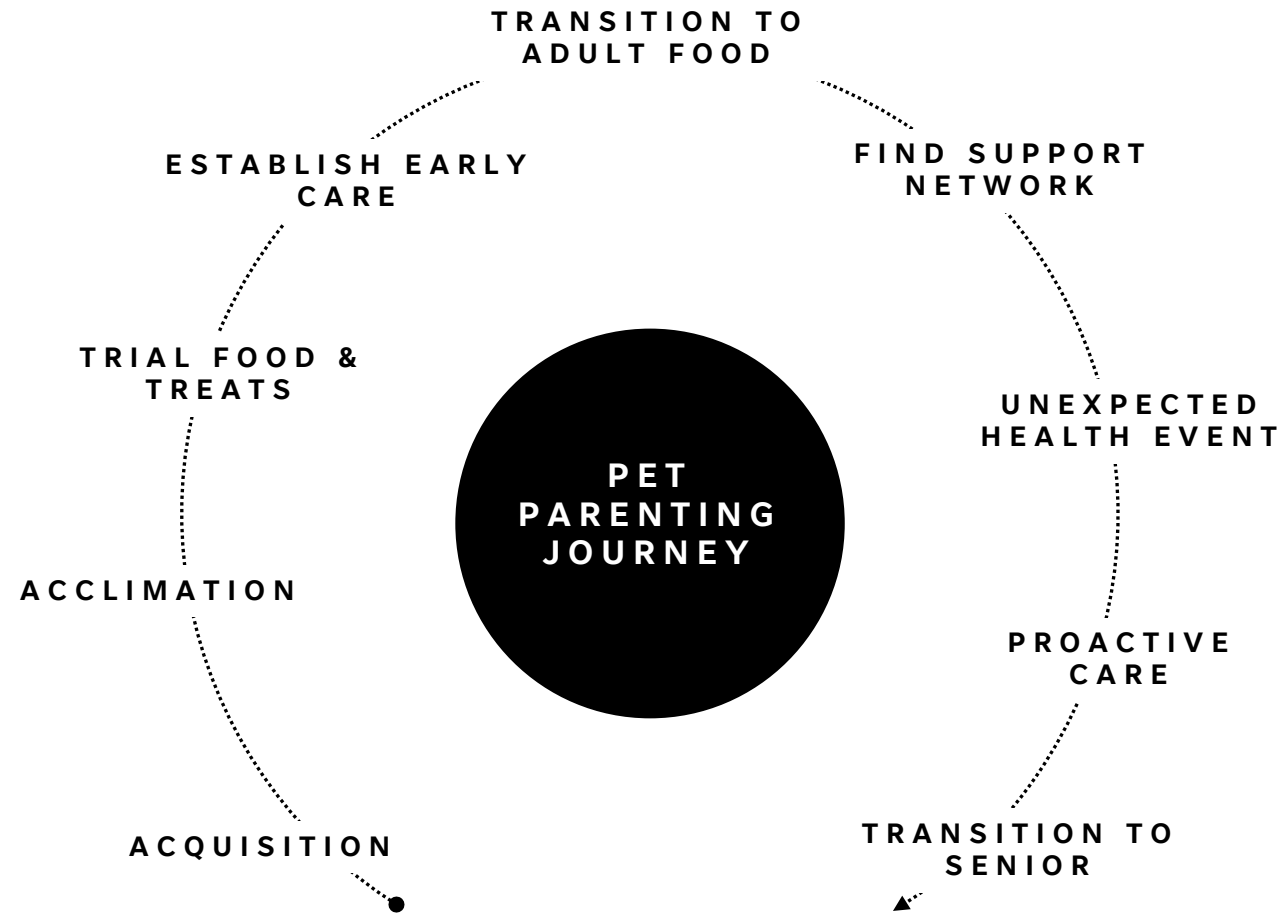 TRANSITION TO
ADULT FOOD
ESTABLISH EARLY
CARE
FIND SUPPORT
NETWORK
TRIAL FOOD &
TREATS
UNEXPECTED
HEALTH EVENT
PET
PARENTING
JOURNEY
ACCLIMATION
PROACTIVE
CARE
ACQUISITION
TRANSITION TO
SENIOR